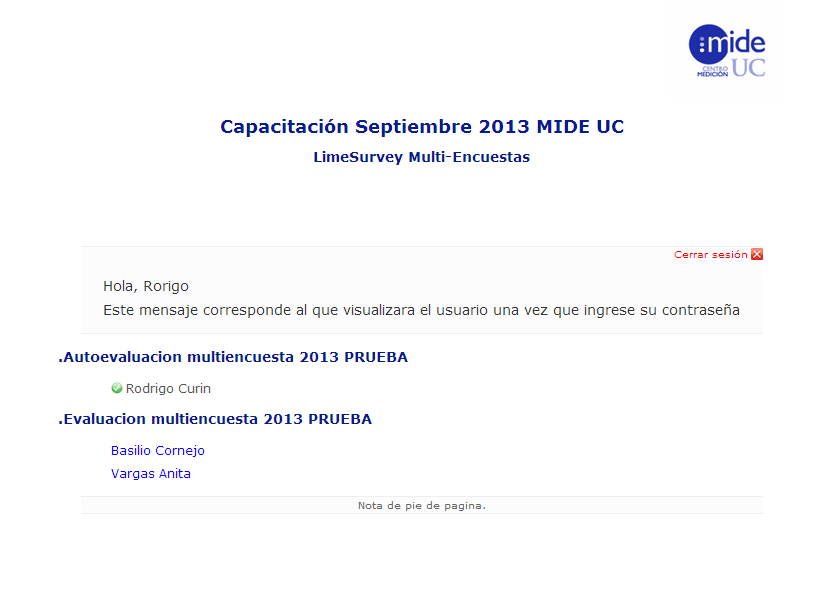 :mide
CENTRO
MEDICIÓN UC
Capacitación Septiembre 2013 MIDE UC
LimeSurvey Multi-Encuestas
Cerrar sesión
Hola, Rorigo
Este mensaje corresponde al que visualizara el usuario una vez que ingrese su contraseña
.Autoevaluacion multiencuesta 2013 PRUEBA
Rodrigo Curin
.Evaluacion multiencuesta 2013 PRUEBA
Basilio Cornejo
Vargas Anita
Nota de pie de pagina.